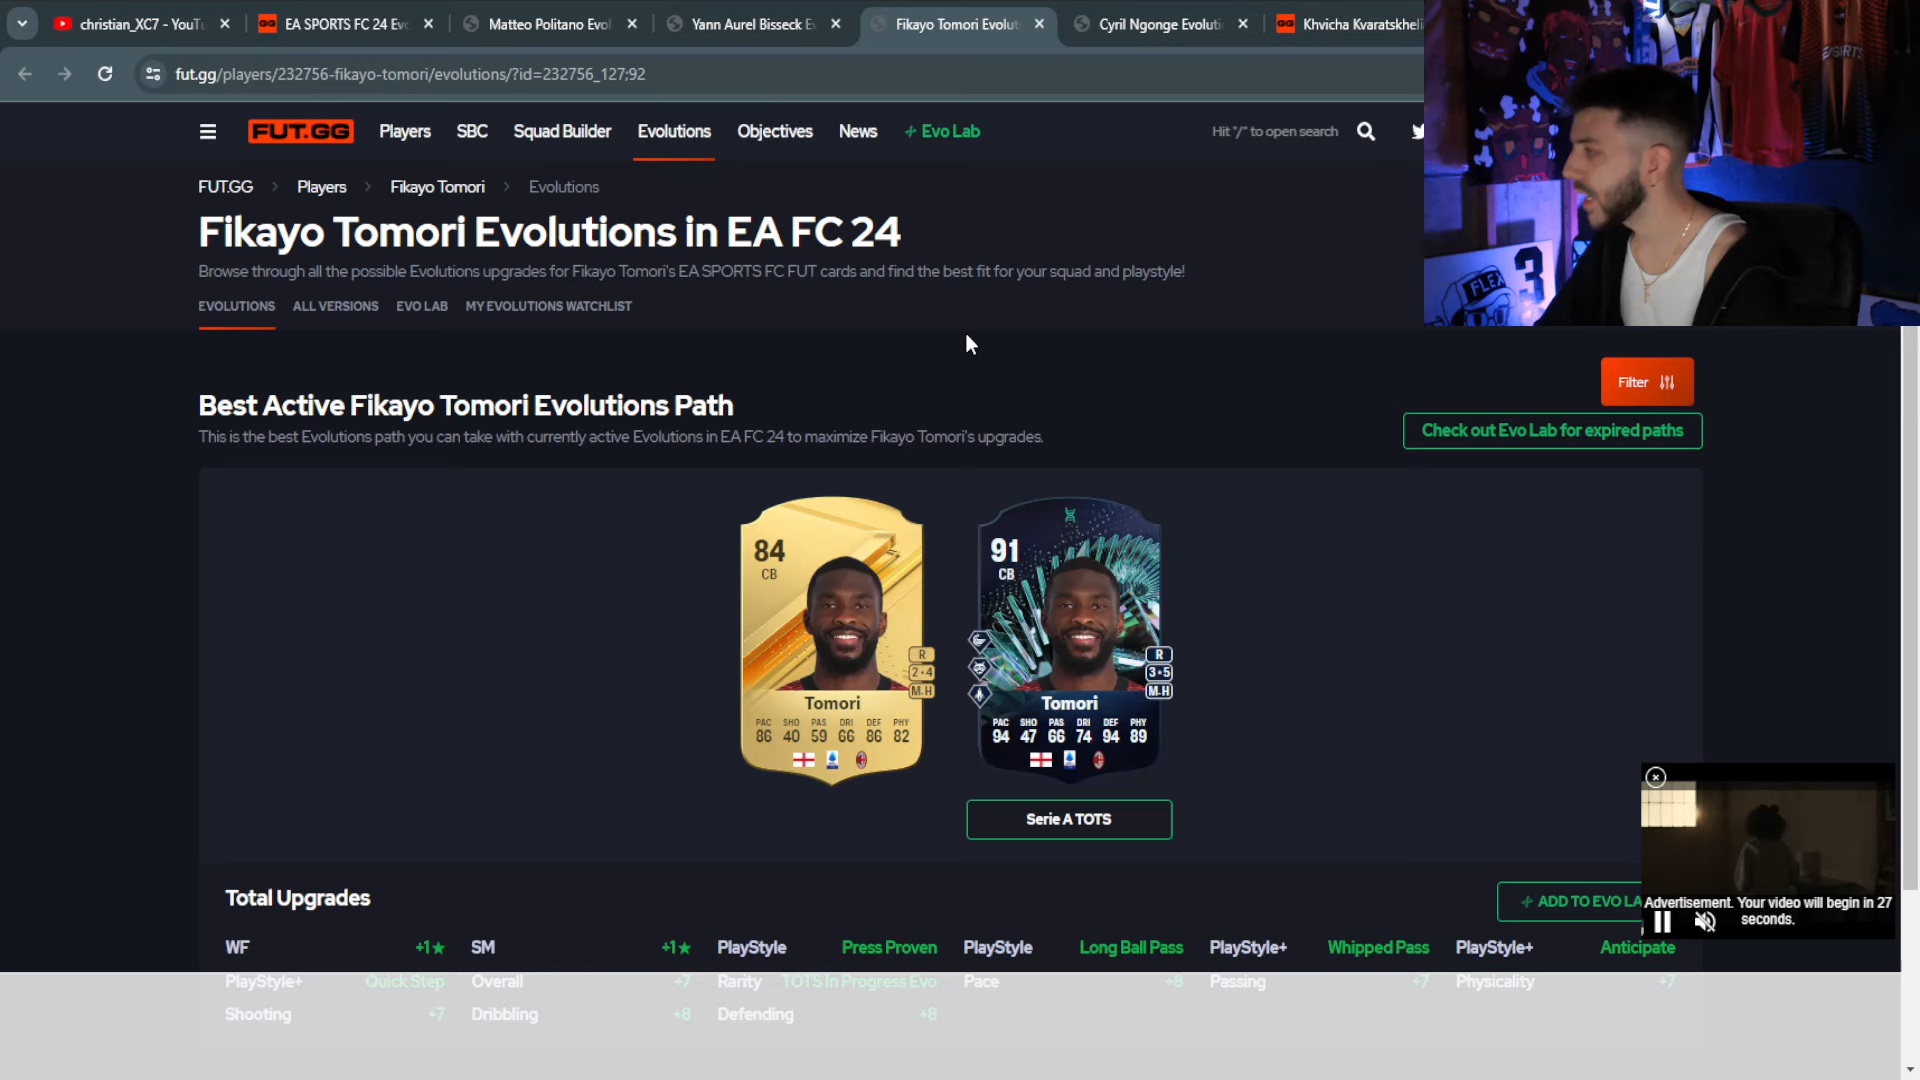 christian_XC7 - YouTu
EA SPORTS FC 24 Evo
Matteo Politano Evol
Yann Aurel Bisseck E
Fikayo Tomori Evoluti
Cyril Ngonge Evoluti
Khvicha Kvaratskheli
fut.gg/players/232756-fikayo-tomori/evolutions/?id=232756_127:92
FUT.GG Players SBC Squad Builder Evolutions Objectives News Evo Lab Hit "/" to open search
FUT.GG > Players > Fikayo Tomori > Evolutions
Fikayo Tomori Evolutions in EA FC 24
Browse through all the possible Evolutions upgrades for Fikayo Tomori's EA SPORTS FC FUT cards and find the best fit for your squad and playstyle!
EVOLUTIONS ALL VERSIONS EVO LAB MY EVOLUTIONS WATCHLIST
FLEX
3
Filter
Best Active Fikayo Tomori Evolutions Path
Check out Evo Lab for expired paths
This is the best Evolutions path you can take with currently active Evolutions in EA FC 24 to maximize Fikayo Tomori's upgrades.
84
CB
R
2•4
M-H
Tomori
PAC SHO PAS DRI DEF PHY
86 40 59 66 86 82
91
CB
R
3•5
M-H
Tomori
PAC SHO PAS DRI DEF PHY
94 47 66 74 94 89
Serie A TOTS
Total Upgrades
ADD TO EVO LA
Advertisement. Your video will begin in 27
seconds.
WF +1★ SM +1★ PlayStyle Press Proven PlayStyle Long Ball Pass PlayStyle+ Whipped Pass PlayStyle+ Anticipate
PlayStyle+ Quick Step Overall +7 Rarity TOTS In Progress Evo Pace +8 Passing +7 Physicality +7
Shooting +7 Dribbling +8 Defending +8